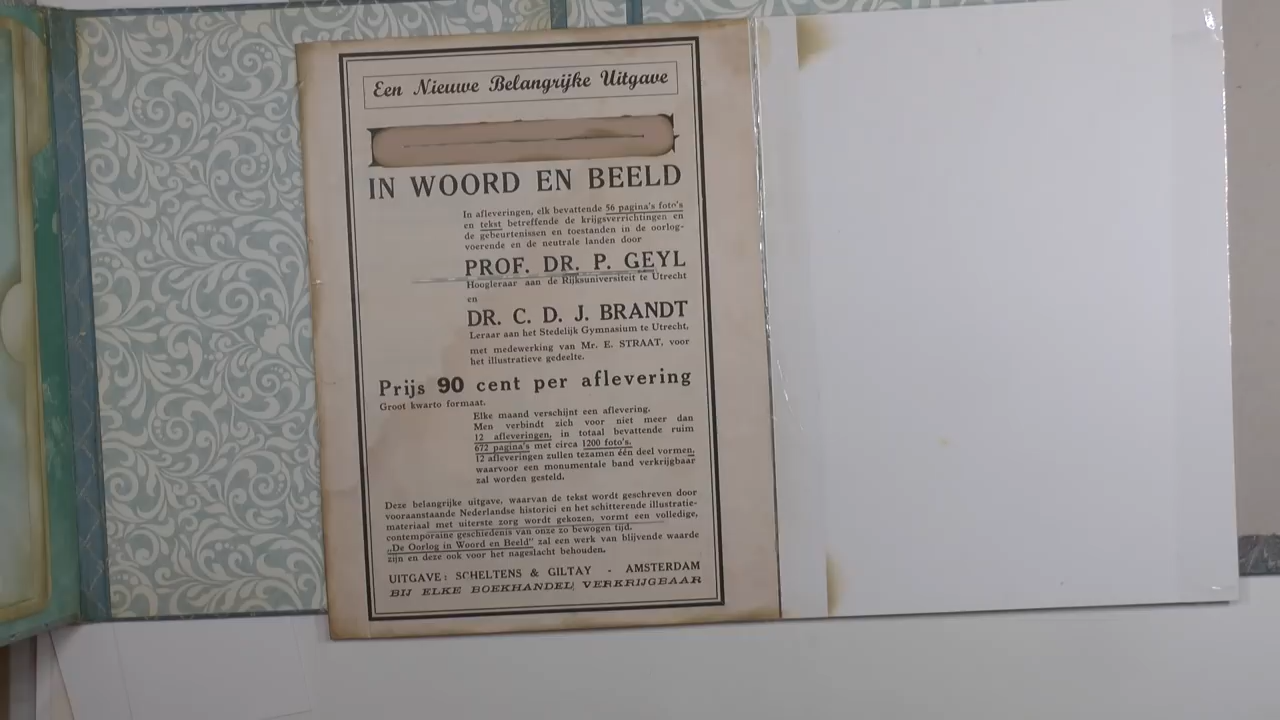 Een Nieuwe Belangrijke Uitgave
IN WOORD EN BEELD
In afleveringen, elk bevattende 56 pagina's foto's
en tekst betreffende de krijgsverrichtingen en
de gebeurtenissen en toestanden in de oorlog-
voerende en de neutrale landen door
PROF. DR. P. GEYL
Hoogleraar aan de Rijksuniversiteit te Utrecht
en
DR. C. D. J. BRANDT
Leraar aan het Stedelijk Gymnasium te Utrecht,
met medewerking van Mr. E. STRAAT, voor
het illustratieve gedeelte.
Prijs 90 cent per aflevering
Groot kwarto formaat.
Elke maand verschijnt een aflevering.
Men verbindt zich voor niet meer dan
12 afleveringen, in totaal bevattende ruim
672 pagina's met circa 1200 foto's.
12 afleveringen zullen tezamen één deel vormen,
waarvoor een monumentale band verkrijgbaar
zal worden gesteld.
Deze belangrijke uitgave, waarvan de tekst wordt geschreven door
vooraanstaande Nederlandse historici en het schitterende illustratie-
materiaal met uiterste zorg wordt gekozen, vormt een volledige,
contemporaine geschiedenis van onze zo bewogen tijd.
„De Oorlog in Woord en Beeld" zal een werk van blijvende waarde
zijn en deze ook voor het nageslacht behouden.
UITGAVE: SCHELTENS & GILTAY - AMSTERDAM
BIJ ELKE BOEKHANDEL VERKRIJGBAAR